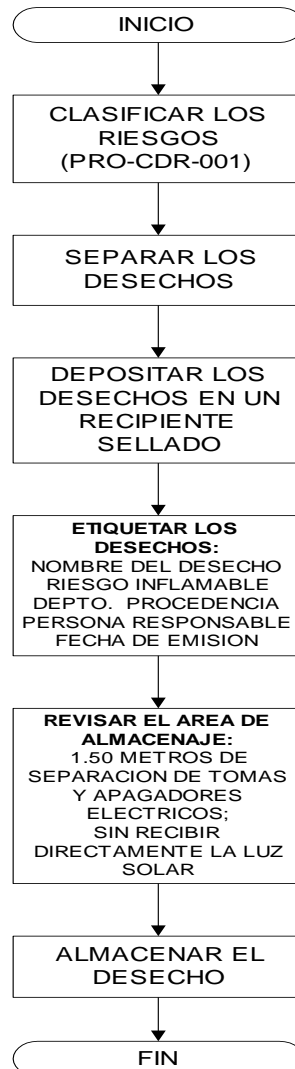 INICIO
CLASIFICAR LOS
RIESGOS
(PRO-CDR-001)
SEPARAR LOS
DESECHOS
DEPOSITAR LOS
DESECHOS EN UN
RECIPIENTE
SELLADO
ETIQUETAR LOS
DESECHOS:
NOMBRE DEL DESECHO
RIESGO INFLAMABLE
DEPTO. PROCEDENCIA
PERSONA RESPONSABLE
FECHA DE EMISION
REVISAR EL AREA DE
ALMACENAJE:
1.50 METROS DE
SEPARACION DE TOMAS
Y APAGADORES
ELECTRICOS;
SIN RECIBIR
DIRECTAMENTE LA LUZ
SOLAR
ALMACENAR EL
DESECHO
FIN